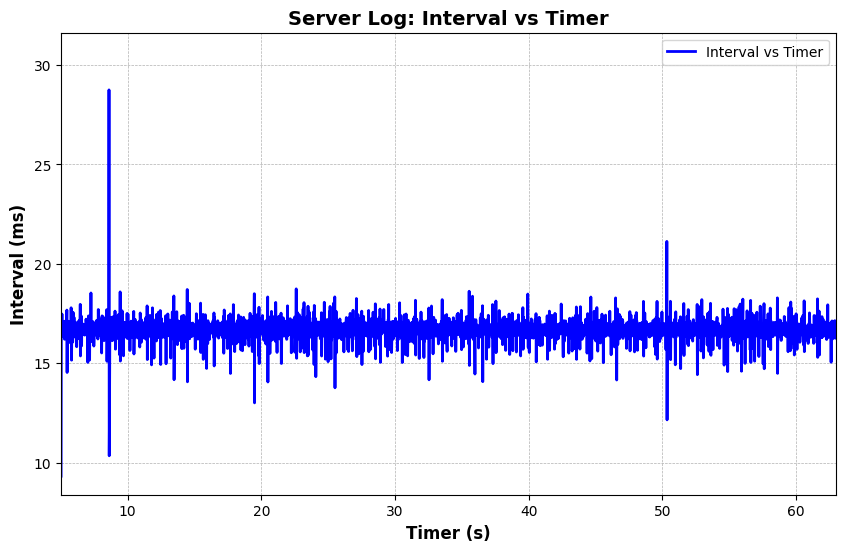 Server Log: Interval vs Timer
Interval vs Timer
30
25
20
15
10
Interval (ms)
10 20 30 40 50 60
Timer (s)